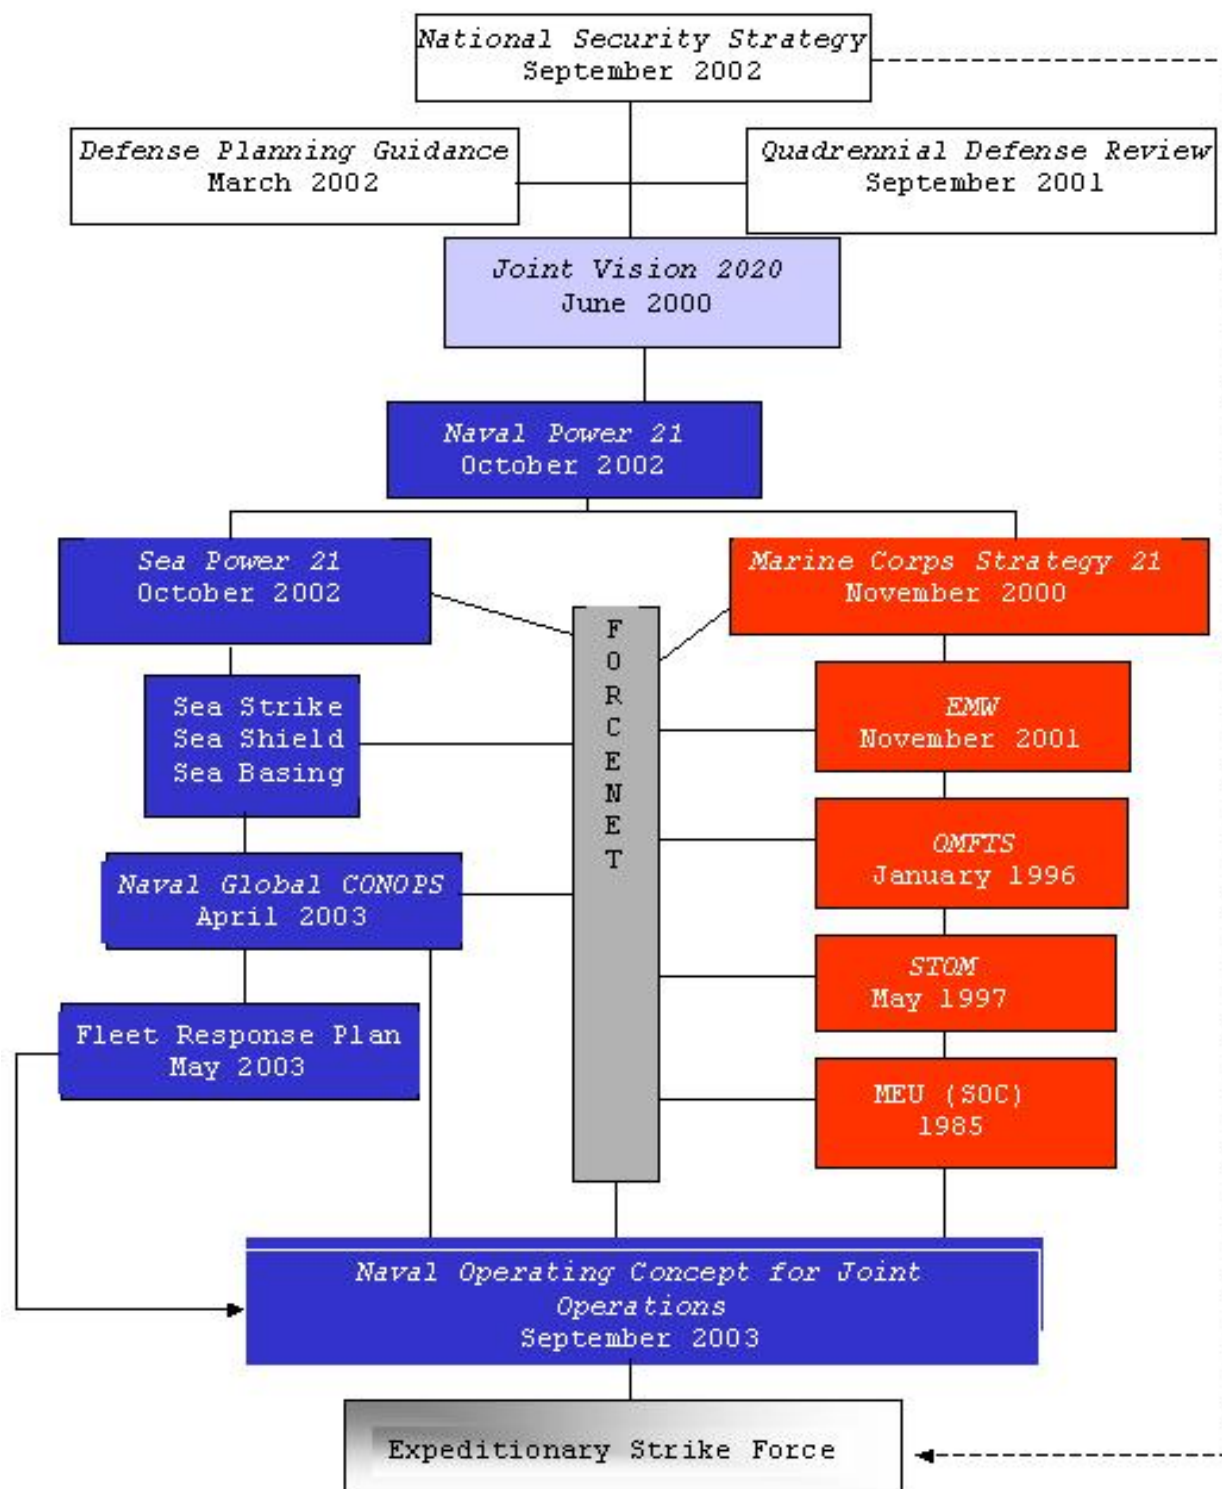 National Security Strategy
September 2002
Defense Planning Guidance
March 2002
Quadrennial Defense Review
September 2001
Joint Vision 2020
June 2000
Naval Power 21
October 2002
Sea Power 21
October 2002
Marine Corps Strategy 21
November 2000
F
O
R
C
E
N
E
T
Sea Strike
Sea Shield
Sea Basing
EMW
November 2001
OMFTS
January 1996
Naval Global CONOPS
April 2003
STOM
May 1997
Fleet Response Plan
May 2003
MEU (SOC)
1985
Naval Operating Concept for Joint
Operations
September 2003
Expeditionary Strike Force